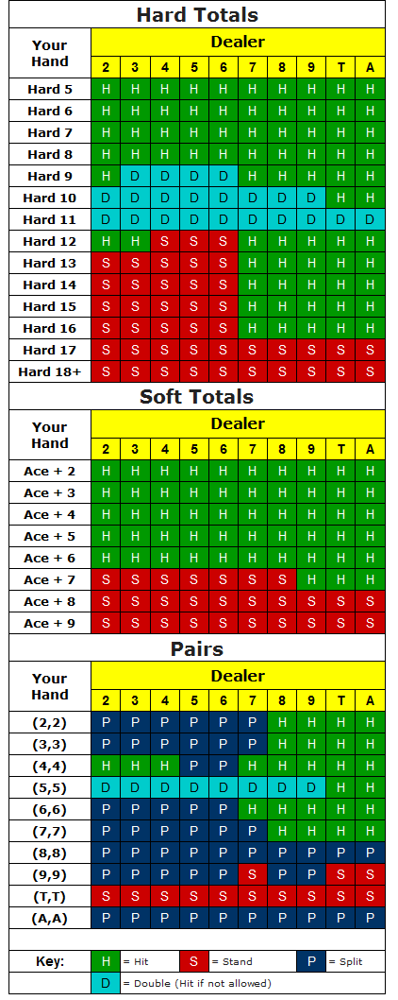 Hard Totals
Your Hand Dealer
2 3 4 5 6 7 8 9 T A
Hard 5 H H H H H H H H H H
Hard 6 H H H H H H H H H H
Hard 7 H H H H H H H H H H
Hard 8 H H H H H H H H H H
Hard 9 H D D D D H H H H H
Hard 10 D D D D D D D D H H
Hard 11 D D D D D D D D D D
Hard 12 H H S S S H H H H H
Hard 13 S S S S S H H H H H
Hard 14 S S S S S H H H H H
Hard 15 S S S S S H H H H H
Hard 16 S S S S S H H H H H
Hard 17 S S S S S S S S S S
Hard 18+ S S S S S S S S S S
Soft Totals
Your Hand Dealer
2 3 4 5 6 7 8 9 T A
Ace + 2 H H H H H H H H H H
Ace + 3 H H H H H H H H H H
Ace + 4 H H H H H H H H H H
Ace + 5 H H H H H H H H H H
Ace + 6 H H H H H H H H H H
Ace + 7 S S S S S S S H H H
Ace + 8 S S S S S S S S S S
Ace + 9 S S S S S S S S S S
Pairs
Your Hand Dealer
2 3 4 5 6 7 8 9 T A
(2,2) P P P P P P H H H H
(3,3) P P P P P P H H H H
(4,4) H H H P P H H H H H
(5,5) D D D D D D D D H H
(6,6) P P P P P H H H H H
(7,7) P P P P P P H H H H
(8,8) P P P P P P P P P P
(9,9) P P P P P S P P S S
(T,T) S S S S S S S S S S
(A,A) P P P P P P P P P P
Key: H = Hit S = Stand P = Split
D = Double (Hit if not allowed)